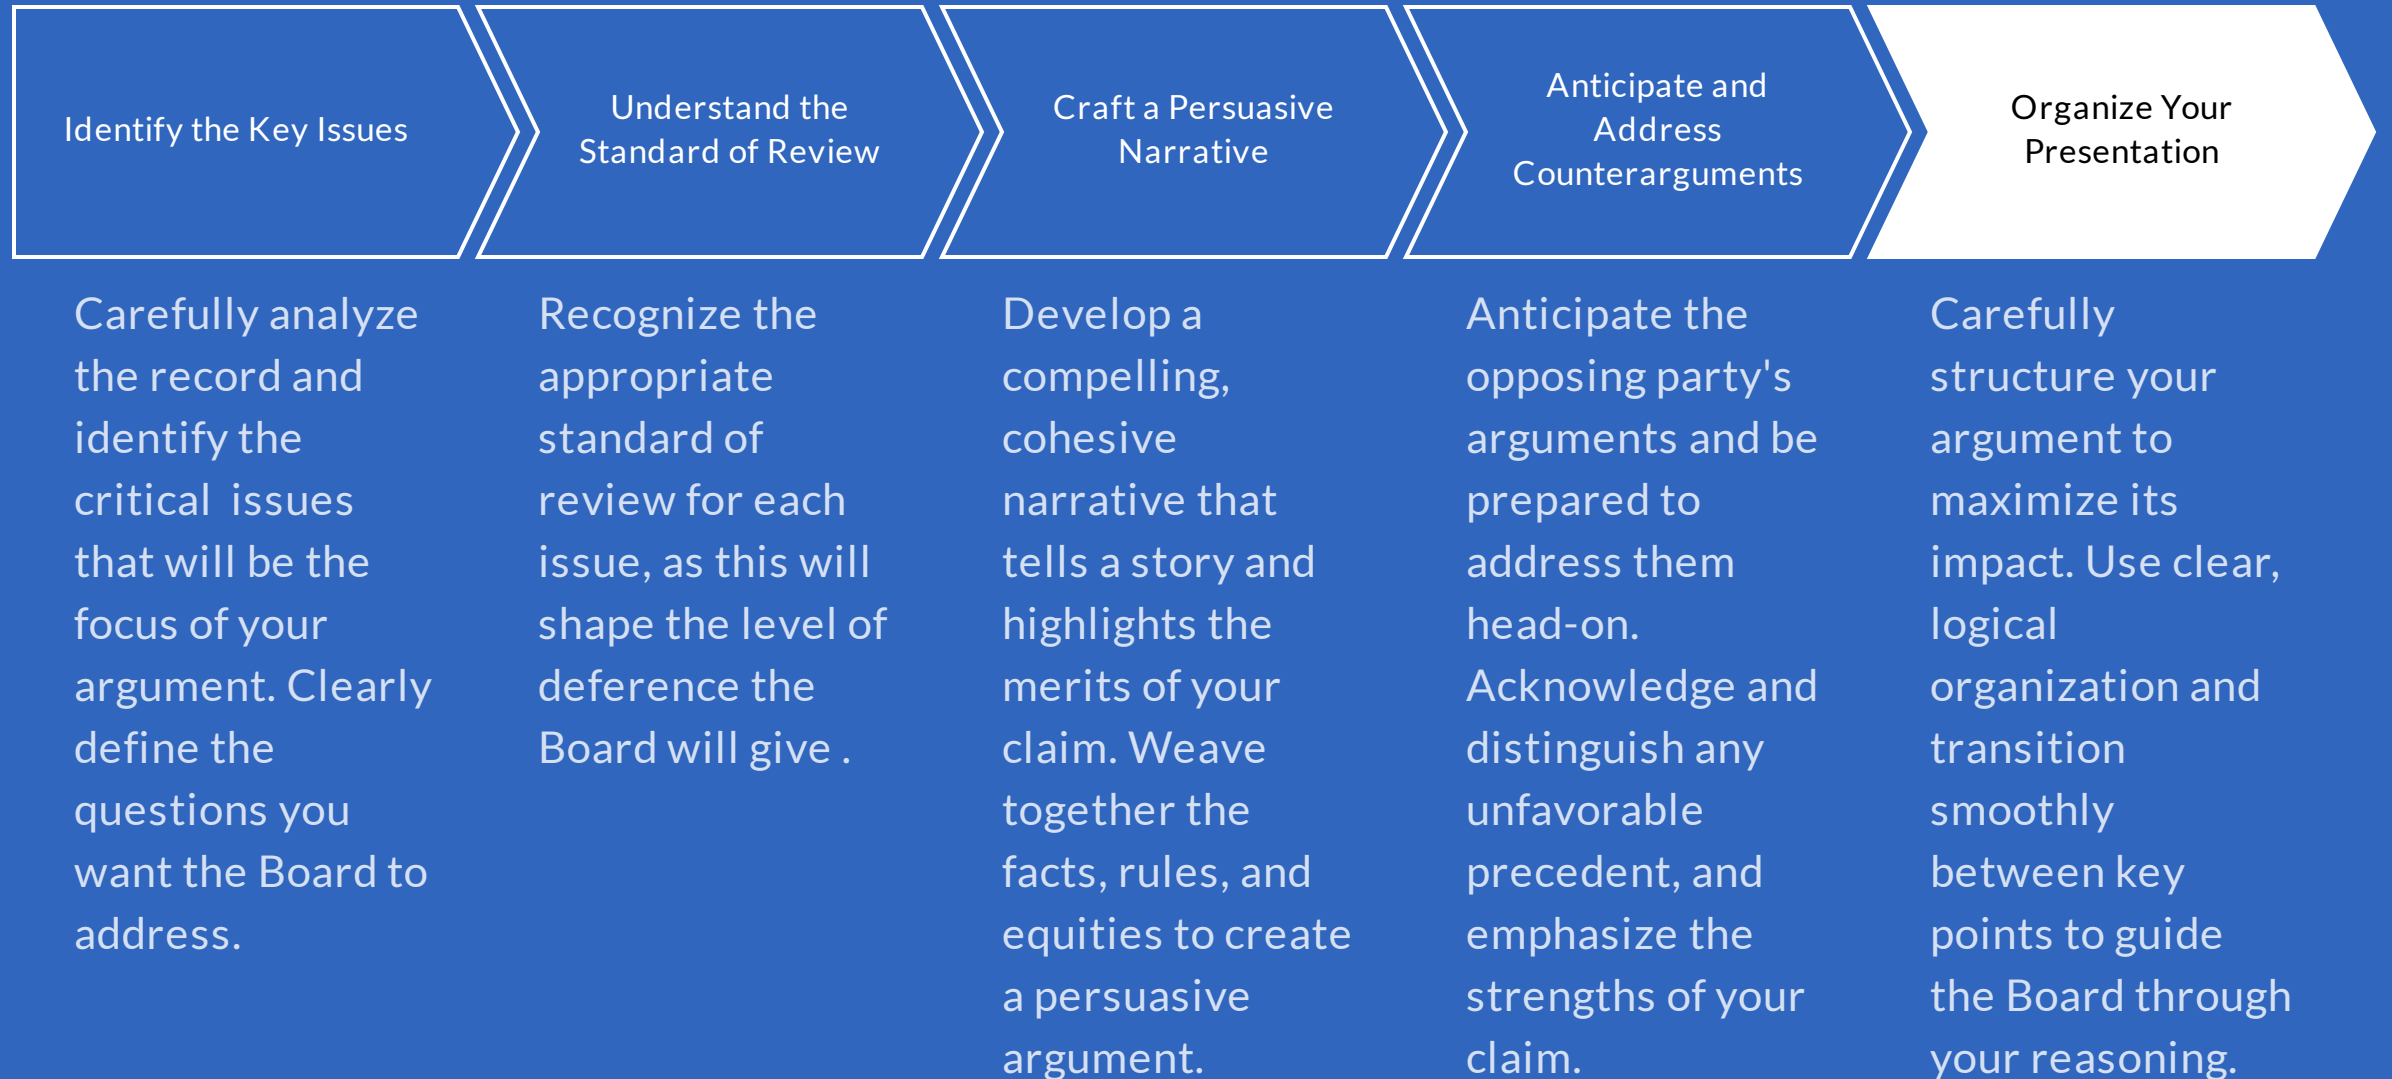 Identify the Key Issues
Understand the
Standard of Review
Craft a Persuasive
Narrative
Anticipate and
Address
Counterarguments
Organize Your
Presentation
Carefully analyze
the record and
identify the
critical  issues
that will be the
focus of your
argument. Clearly
define the
questions you
want the Board to
address.
Recognize the
appropriate
standard of
review for each
issue, as this will
shape the level of
deference the
Board will give .
Develop a
compelling,
cohesive
narrative that
tells a story and
highlights the
merits of your
claim. Weave
together the
facts, rules, and
equities to create
a persuasive
argument.
Anticipate the
opposing party's
arguments and be
prepared to
address them
head-on.
Acknowledge and
distinguish any
unfavorable
precedent, and
emphasize the
strengths of your
claim.
Carefully
structure your
argument to
maximize its
impact. Use clear,
logical
organization and
transition
smoothly
between key
points to guide
the Board through
your reasoning.